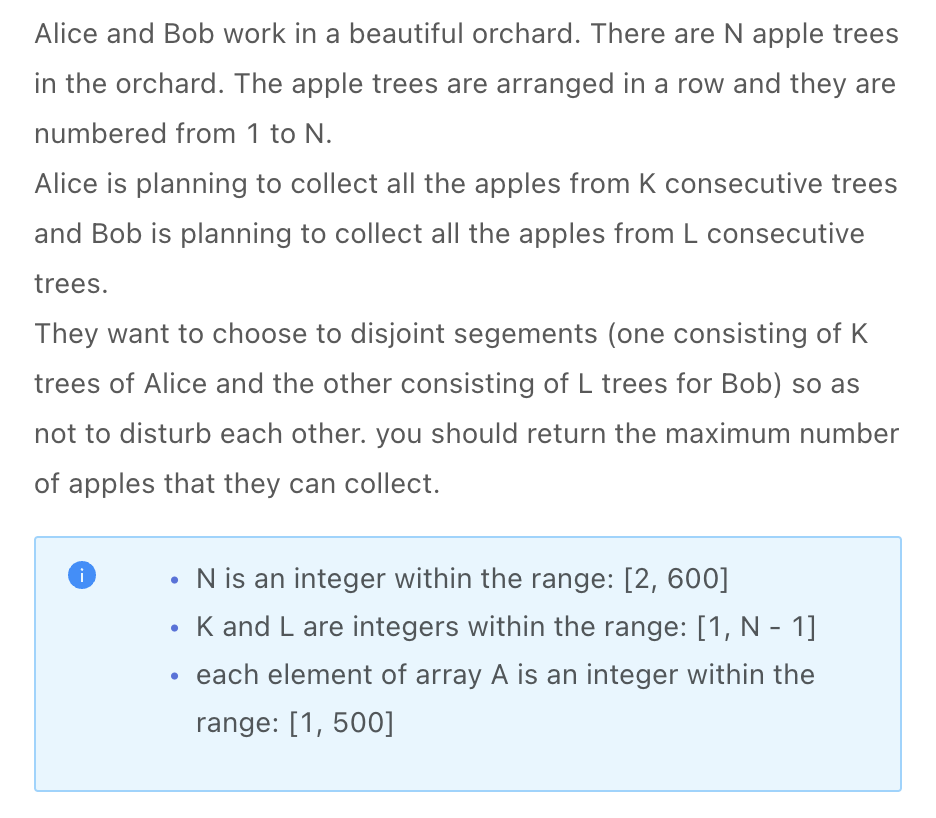 Alice and Bob work in a beautiful orchard. There are N apple trees
in the orchard. The apple trees are arranged in a row and they are
numbered from 1 to N.
Alice is planning to collect all the apples from K consecutive trees
and Bob is planning to collect all the apples from L consecutive
trees.
They want to choose to disjoint segements (one consisting of K
trees of Alice and the other consisting of L trees for Bob) so as
not to disturb each other. you should return the maximum number
of apples that they can collect.
• N is an integer within the range: [2, 600]
• K and L are integers within the range: [1, N - 1]
• each element of array A is an integer within the
range: [1, 500]